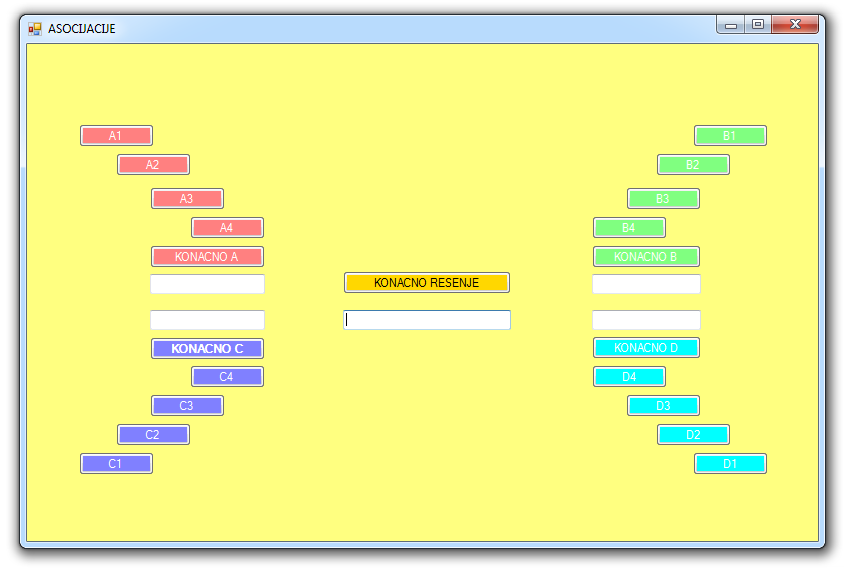 ASOCIJACIJE
A1
B1
A2
B2
A3
B3
A4
B4
KONACNO A
KONACNO B
KONACNO RESENJE
KONACNO C
KONACNO D
C4
D4
C3
D3
C2
D2
C1
D1